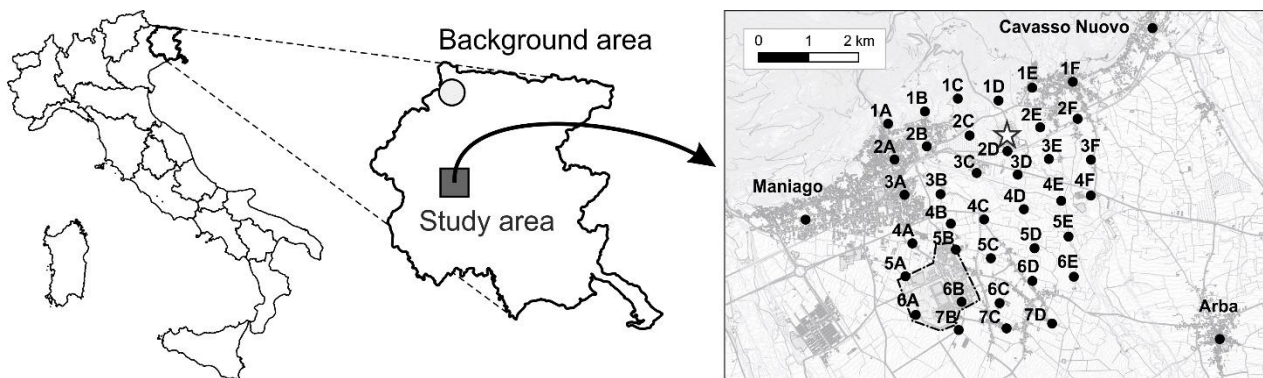 Background area
Study area
0 1 2 km
Cavasso Nuovo
1E 1F
1C 1D
1B
1A
2F
2E
2C
2B
2D
2A
3E 3F
3C 3D
Maniago
3A 3B
4E 4F
4D
4B 4C
5E
4A
5B
5D
5C
5A
6D 6E
6B 6C
6A
7B 7C 7D
Arba